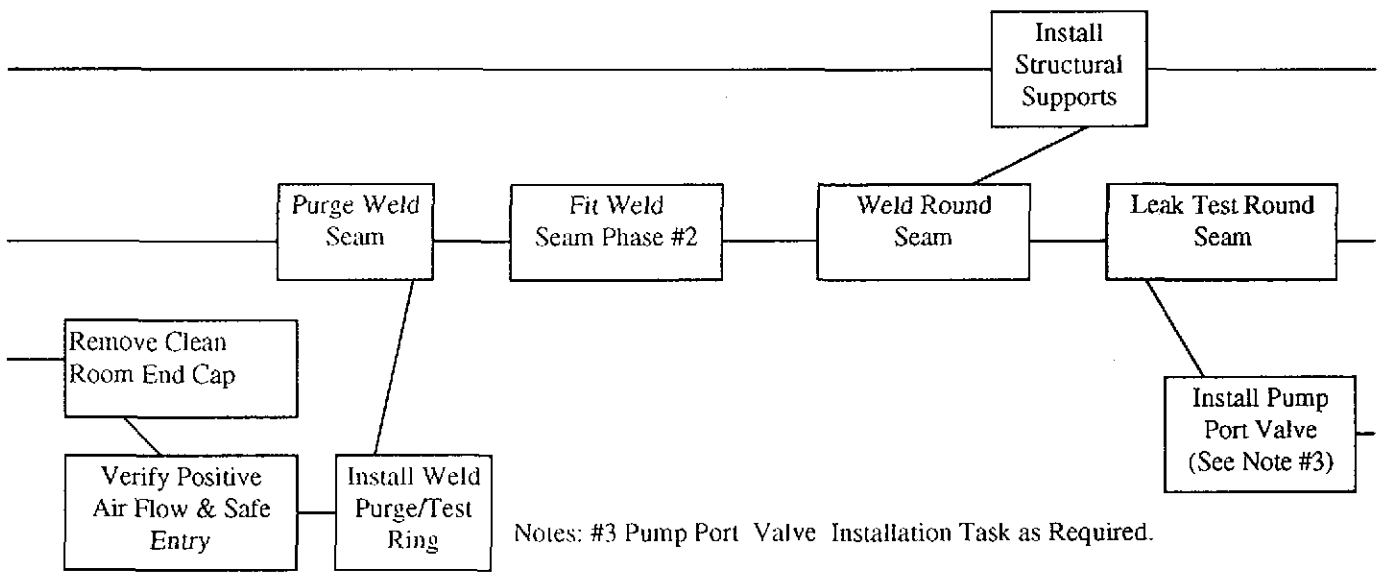 Install
Structural
Supports
Purge Weld
Seam
Fit Weld
Seam Phase #2
Weld Round
Seam
Leak Test Round
Seam
Remove Clean
Room End Cap
Install Pump
Port Valve
(See Note #3)
Verify Positive
Air Flow & Safe
Entry
Install Weld
Purge/Test
Ring
Notes: #3 Pump Port Valve Installation Task as Required.